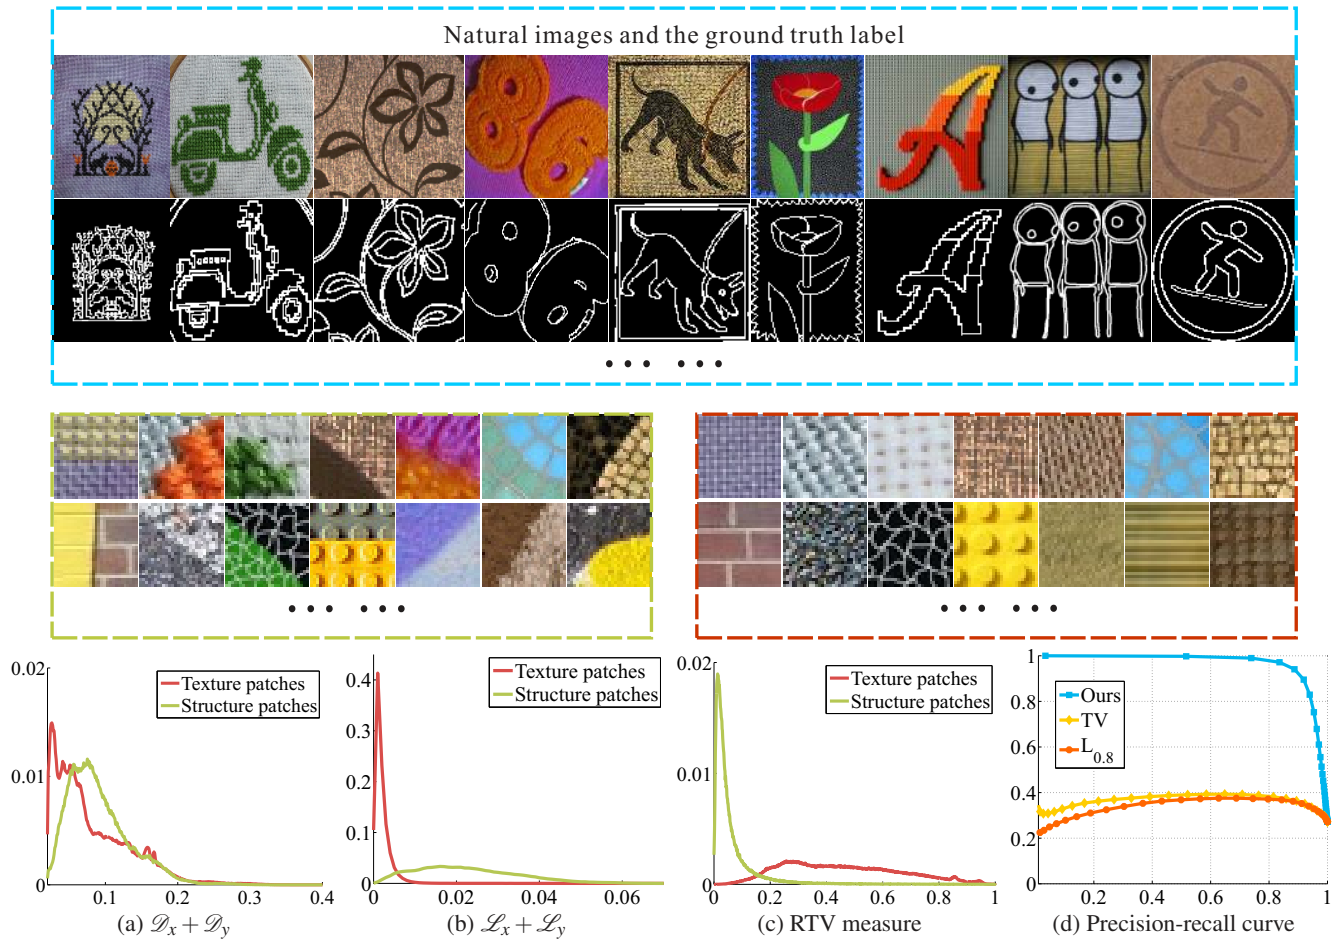 Natural images and the ground truth label
... ...
... ...
... ...
0.02
0.01
0
0
0.1
0.2
0.3
0.4
Texture patches
Structure patches
(a) 𝒟x + 𝒟y
0.4
0.3
0.2
0.1
0
0
0.02
0.04
0.06
Texture patches
Structure patches
(b) ℒx + ℒy
0.02
0.01
0
0
0.2
0.4
0.6
0.8
1
Texture patches
Structure patches
(c) RTV measure
1
0.8
0.6
0.4
0.2
0
0.2
0.4
0.6
0.8
1
Ours
TV
L0.8
(d) Precision-recall curve